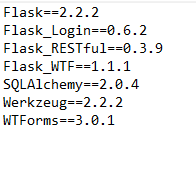 Flask==2.2.2
Flask_Login==0.6.2
Flask_RESTful==0.3.9
Flask_WTF==1.1.1
SQLAlchemy==2.0.4
Werkzeug==2.2.2
WTForms==3.0.1